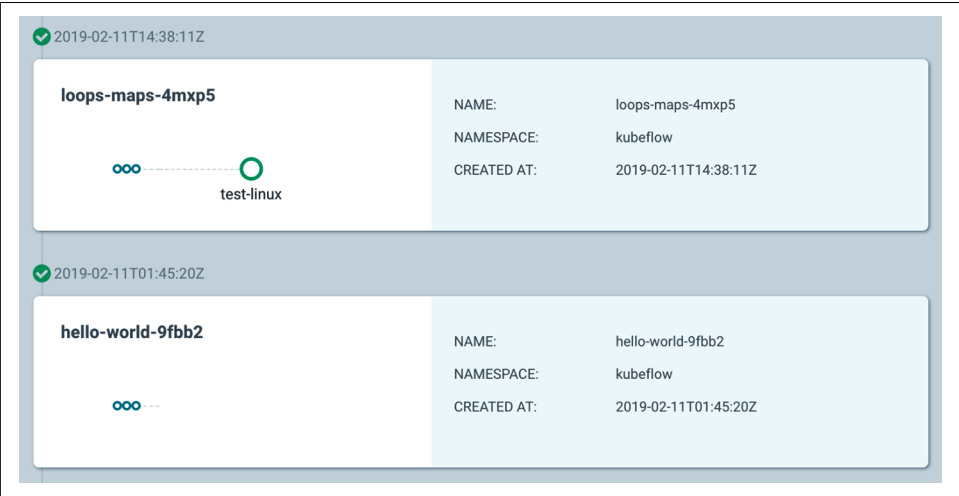 2019-02-11T14:38:11Z
loops-maps-4mxp5
test-linux
NAME: loops-maps-4mxp5
NAMESPACE: kubeflow
CREATED AT: 2019-02-11T14:38:11Z
2019-02-11T01:45:20Z
hello-world-9fbb2
NAME: hello-world-9fbb2
NAMESPACE: kubeflow
CREATED AT: 2019-02-11T01:45:20Z